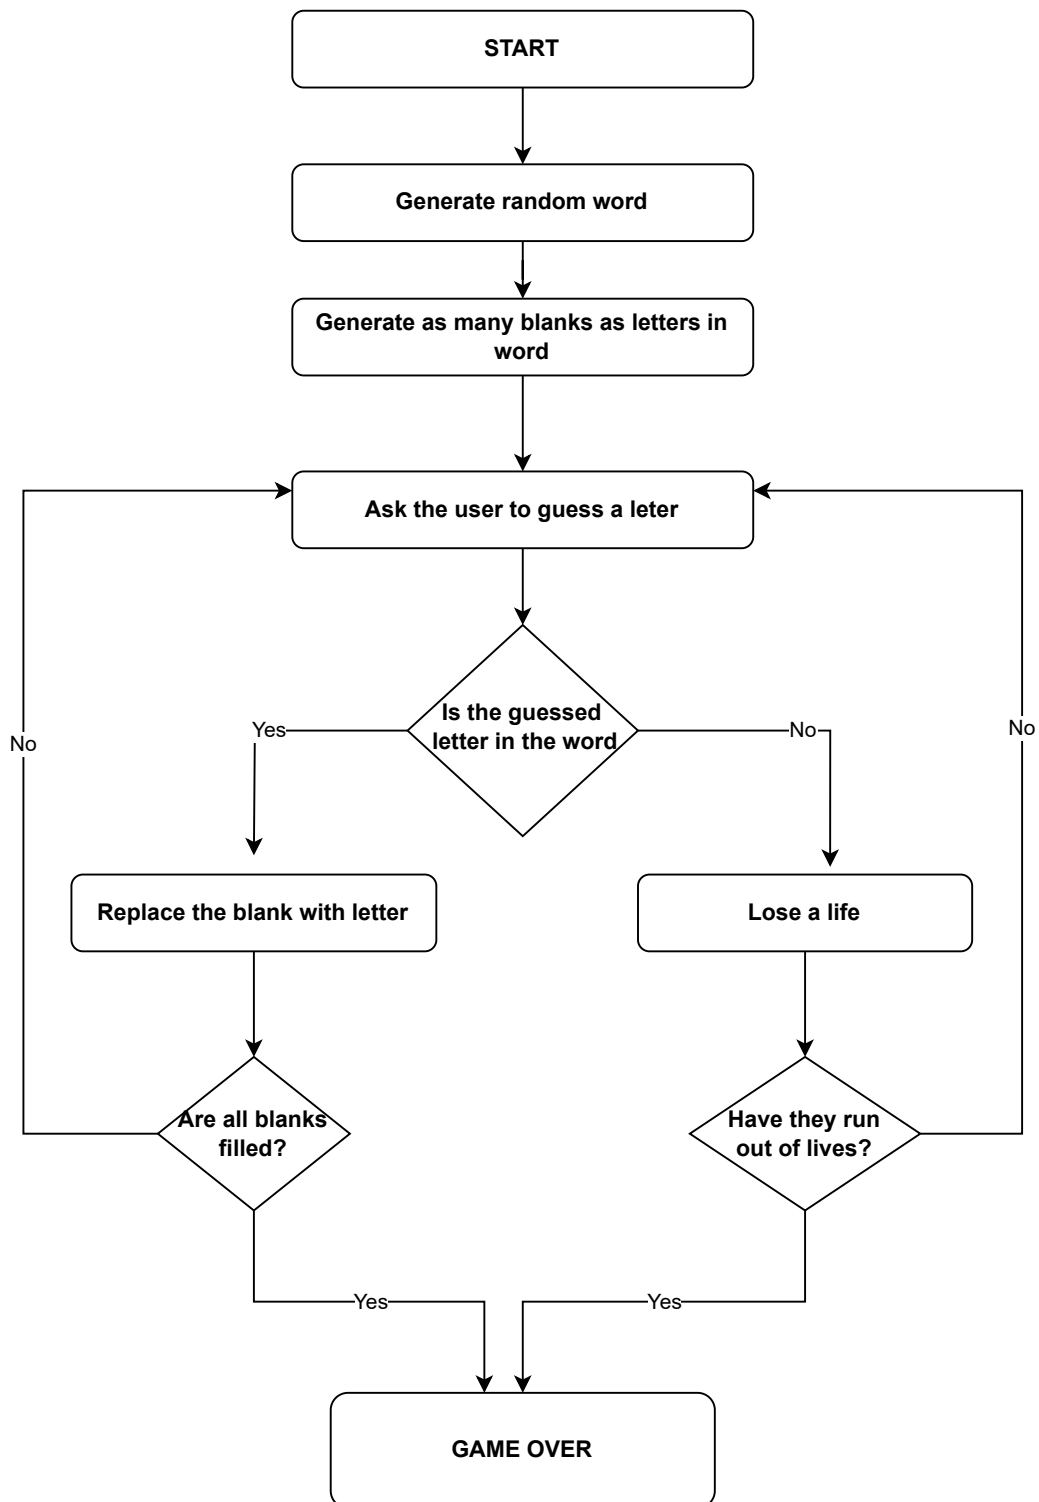 START
Generate random word
Generate as many blanks as letters in
word
Ask the user to guess a leter
Is the guessed
letter in the word
Yes
No
No
No
Replace the blank with letter
Lose a life
Are all blanks
filled?
Have they run
out of lives?
Yes
Yes
GAME OVER